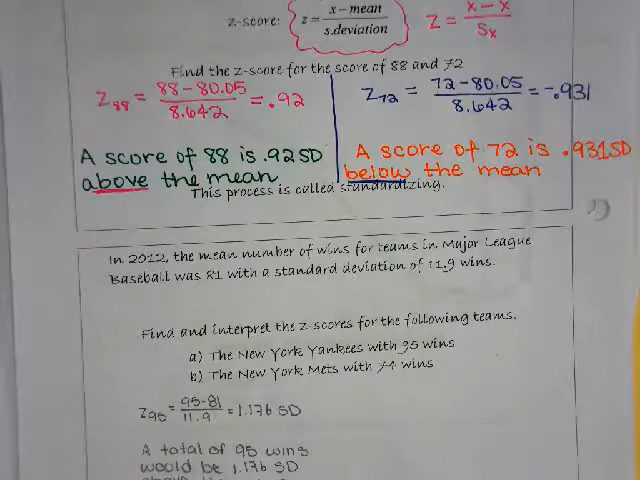 z-score: z = x - mean / s.deviation z = x - x̄ / Sx
Find the z-score for the score of 88 and 72
Z88 = 88 - 80.05 / 8.642 = .92
Z72 = 72 - 80.05 / 8.642 = -.931
A score of 88 is .92 SD
above the mean
A score of 72 is .931 SD
below the mean
This process is called standardizing.
In 2012, the mean number of wins for teams in Major League
Baseball was 81 with a standard deviation of 11.9 wins.
Find and interpret the z-scores for the following teams.
a) The New York Yankees with 95 wins
b) The New York Mets with 74 wins
Z95 = 95-81 / 11.9 = 1.176 SD
A total of 95 wins
would be 1.176 SD